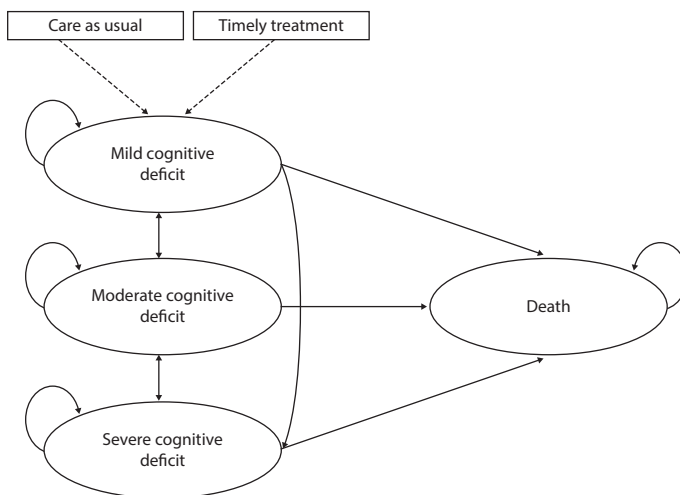 Care as usual
Timely treatment
Mild cognitive
deficit
Moderate cognitive
deficit
Death
Severe cognitive
deficit